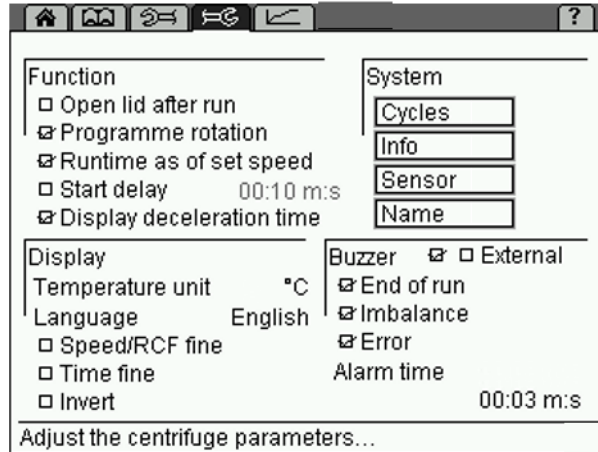 ?
Function
Open lid after run
Programme rotation
Runtime as of set speed
Start delay 00:10 m:s
Display deceleration time
System
Cycles
Info
Sensor
Name
Display
Temperature unit °C
Language English
Speed/RCF fine
Time fine
Invert
Buzzer External
End of run
Imbalance
Error
Alarm time
00:03 m:s
Adjust the centrifuge parameters...